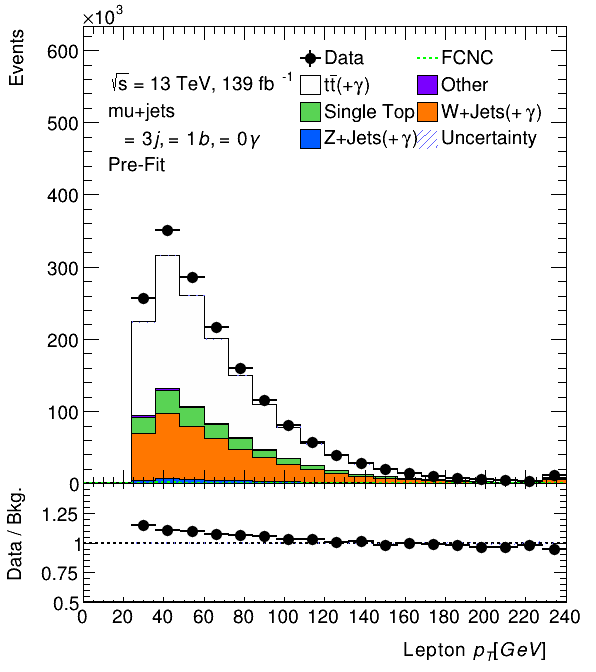 ×10³
Events
600
500
400
300
200
100
0
√s = 13 TeV, 139 fb⁻¹
mu+jets
= 3j, = 1b, = 0γ
Pre-Fit
Data
FCNC
tt̄(+γ)
Other
Single Top
W+Jets(+γ)
Z+Jets(+γ)
Uncertainty
Data / Bkg.
1.25
1
0.75
0.5
0 20 40 60 80 100 120 140 160 180 200 220 240
Lepton p_T[GeV]